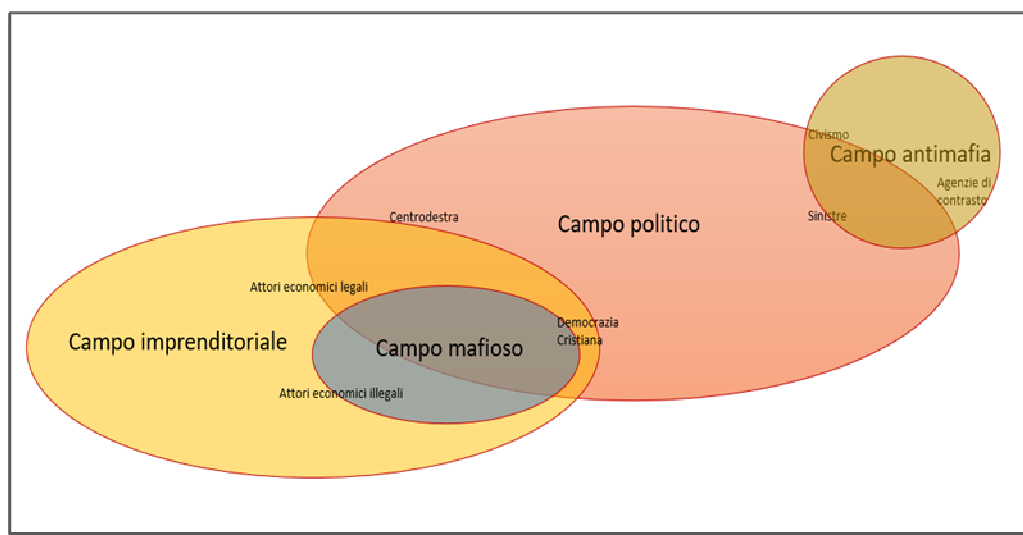 Civismo
Campo antimafia
Agenzie di
contrasto
Centrodestra
Sinistre
Campo politico
Attori economici legali
Democrazia
Cristiana
Campo imprenditoriale
Campo mafioso
Attori economici illegali